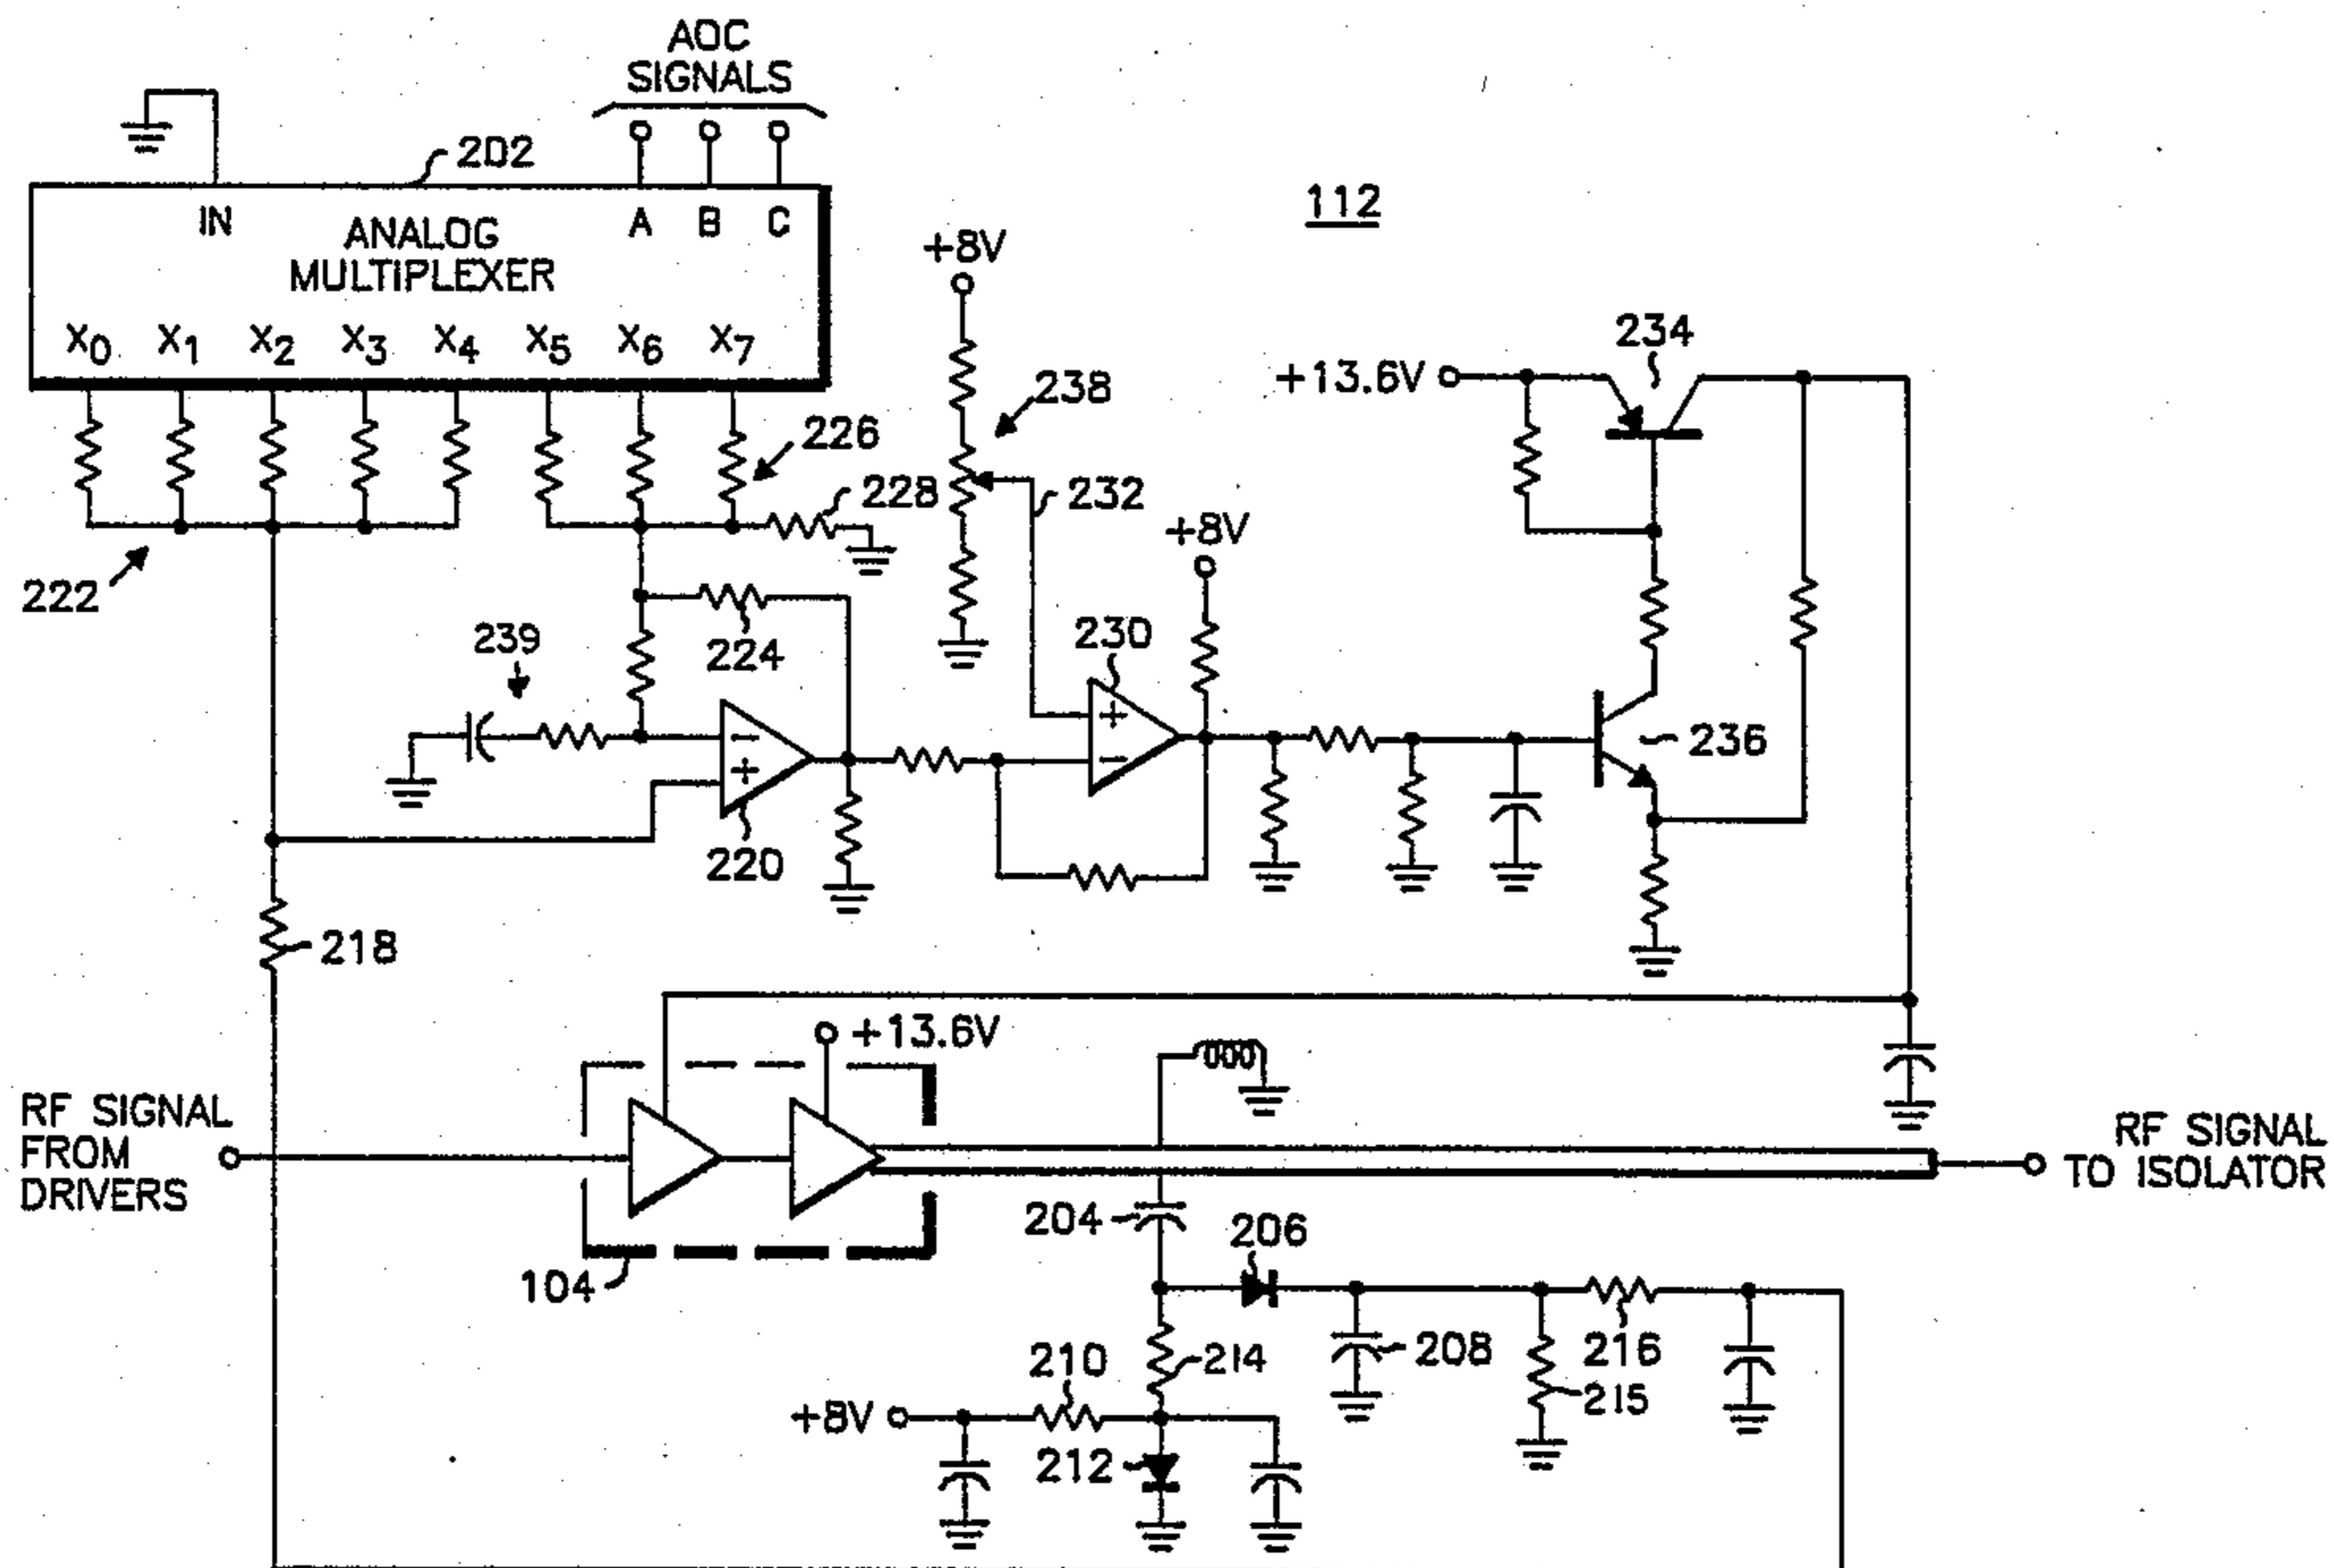 AOC
SIGNALS
202
IN
A B C
ANALOG
MULTIPLEXER
X0 X1 X2 X3 X4 X5 X6 X7
112
+8V
234
+13.6V
238
226
228
232
+8V
222
239
224
230
236
220
218
+13.6V
RF SIGNAL
FROM
DRIVERS
RF SIGNAL
TO ISOLATOR
204
206
104
210
214
208
216
215
+8V
212